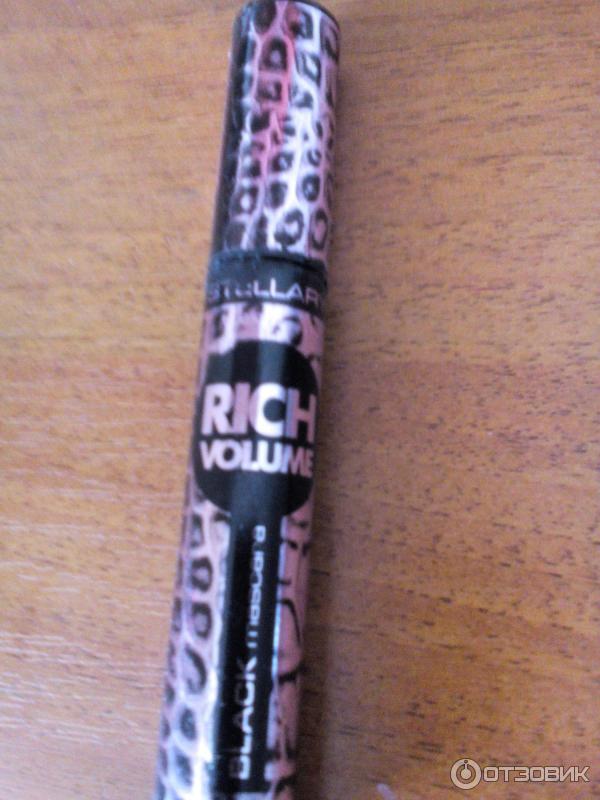 STELLARY
RICH
VOLUME
BLACK mascara
ОТЗОВИК